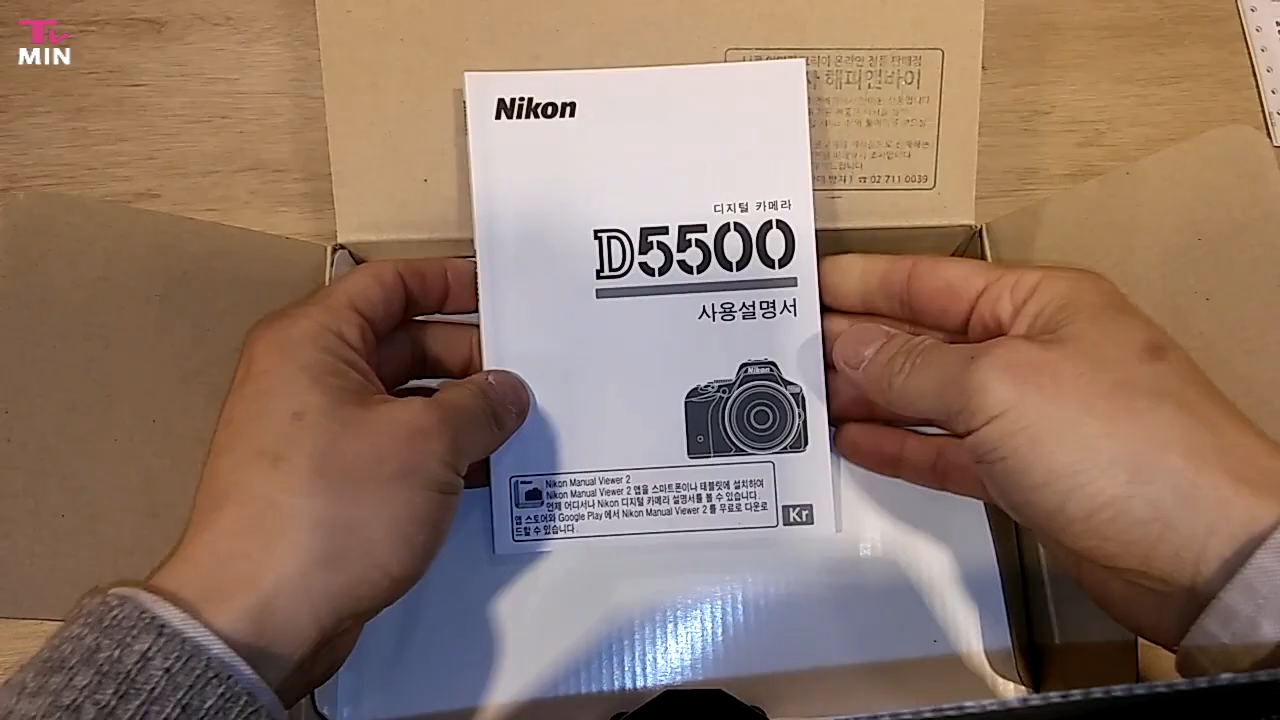 Tv
MIN
해피앤바이
02 711 0039
Nikon
디지털 카메라
D5500
사용설명서
Nikon
Nikon Manual Viewer 2
Nikon Manual Viewer 2 앱을 스마트폰이나 태블릿에 설치하여
언제 어디서나 Nikon 디지털 카메라 설명서를 볼 수 있습니다.
앱 스토어와 Google Play 에서 Nikon Manual Viewer 2 를 무료로 다운로
드할 수 있습니다.
Kr